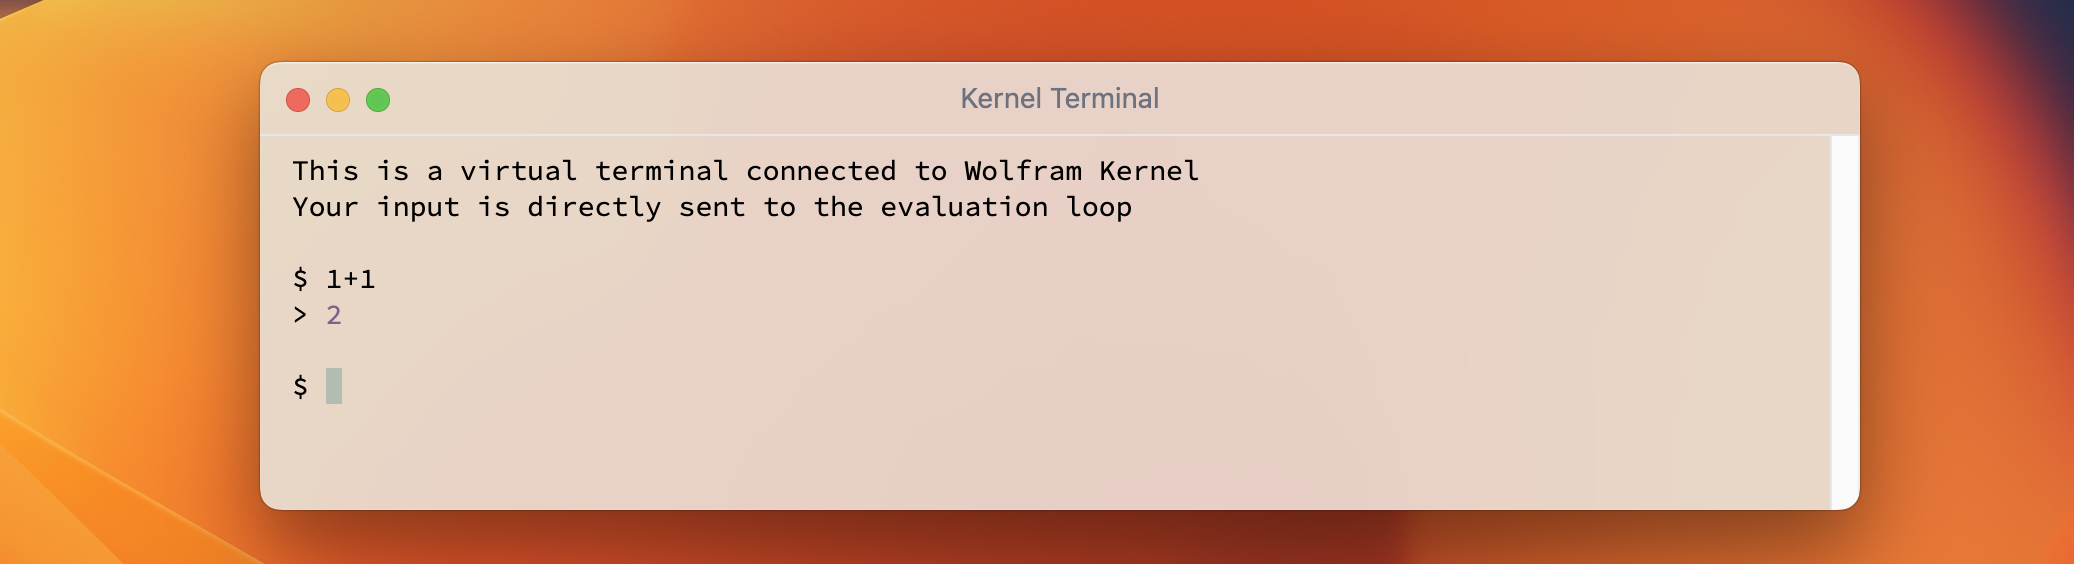 Kernel Terminal
This is a virtual terminal connected to Wolfram Kernel
Your input is directly sent to the evaluation loop
$ 1+1
> 2
$